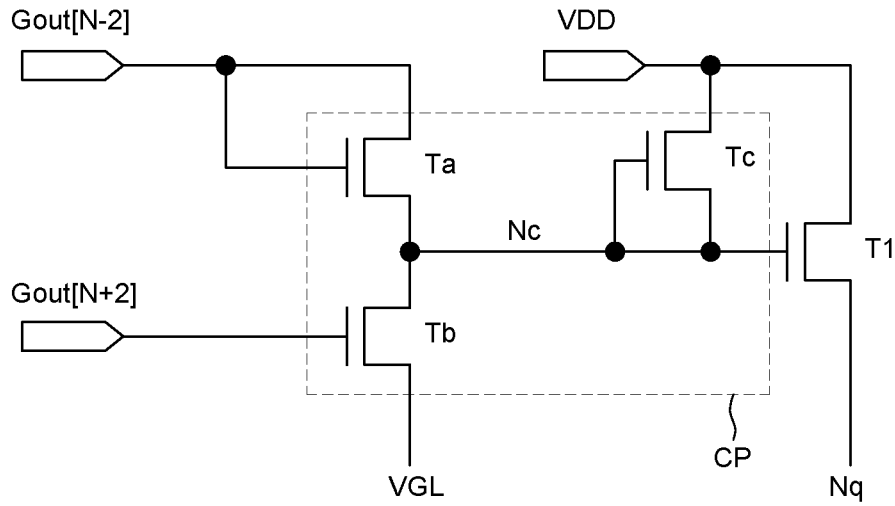 Gout[N-2]
VDD
Ta
Tc
Nc
T1
Gout[N+2]
Tb
CP
VGL
Nq